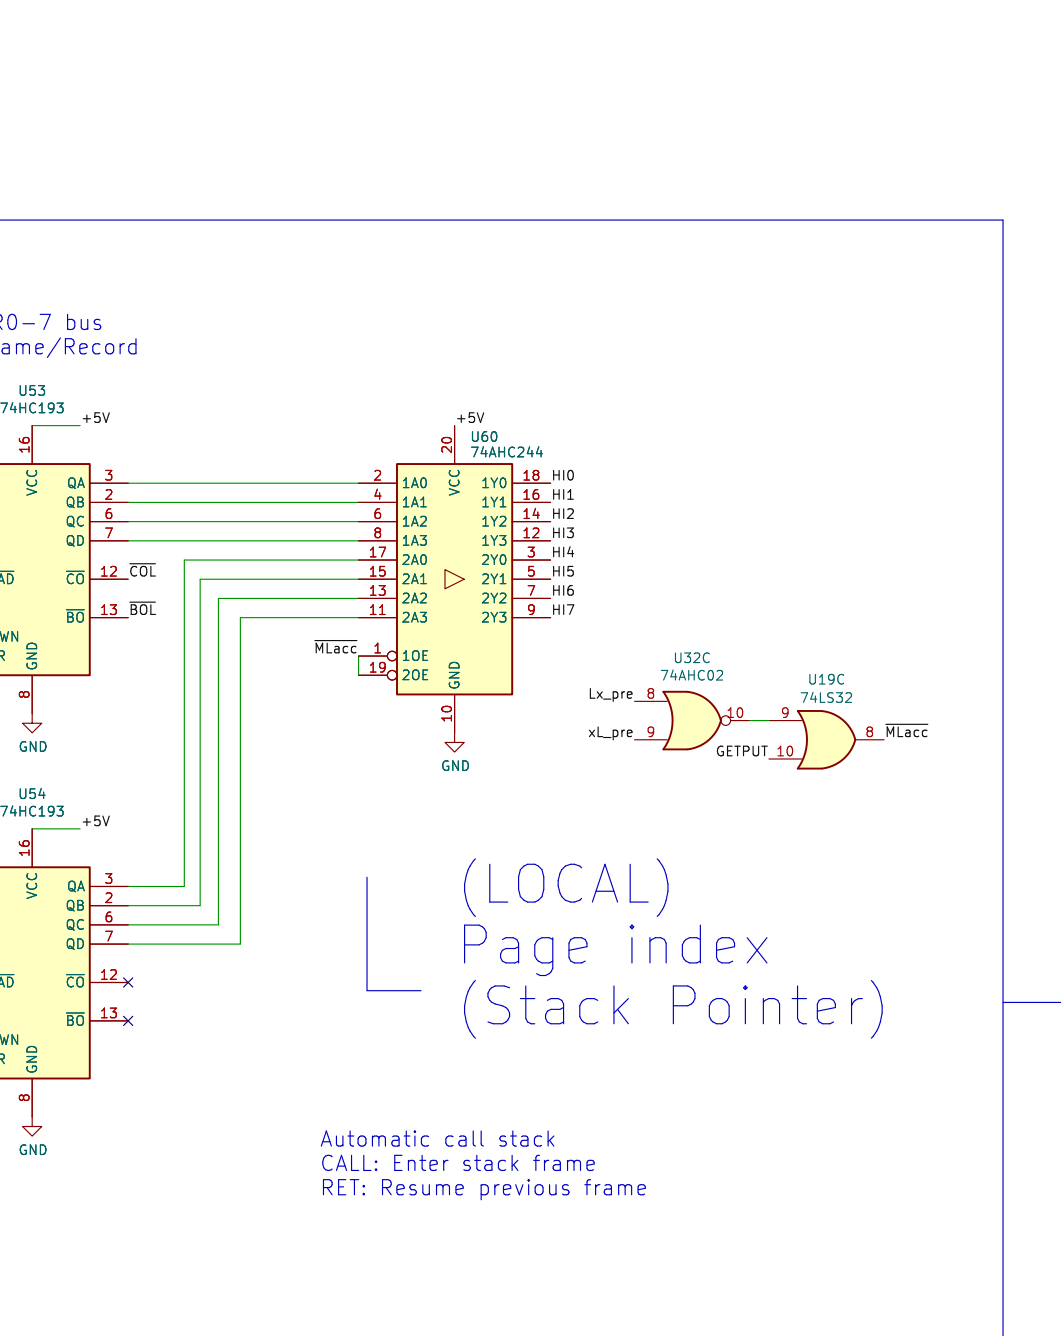 R0-7 bus
ame/Record
U53
74HC193
+5V
16
VCC
QA 3
QB 2
QC 6
QD 7
AD
CO 12 COL
BO 13 BOL
WN
R
GND
8
GND
+5V
20
U60
74AHC244
VCC
2 1A0 1Y0 18 HI0
4 1A1 1Y1 16 HI1
6 1A2 1Y2 14 HI2
8 1A3 1Y3 12 HI3
17 2A0 2Y0 3 HI4
15 2A1 2Y1 5 HI5
13 2A2 2Y2 7 HI6
11 2A3 2Y3 9 HI7
MLacc 1 1OE
19 2OE
GND
10
GND
U32C
74AHC02
Lx_pre 8
xL_pre 9
10
U19C
74LS32
9
GETPUT 10
8 MLacc
U54
74HC193
+5V
16
VCC
QA 3
QB 2
QC 6
QD 7
AD
CO 12
BO 13
WN
R
GND
8
GND
(LOCAL)
Page index
(Stack Pointer)
Automatic call stack
CALL: Enter stack frame
RET: Resume previous frame